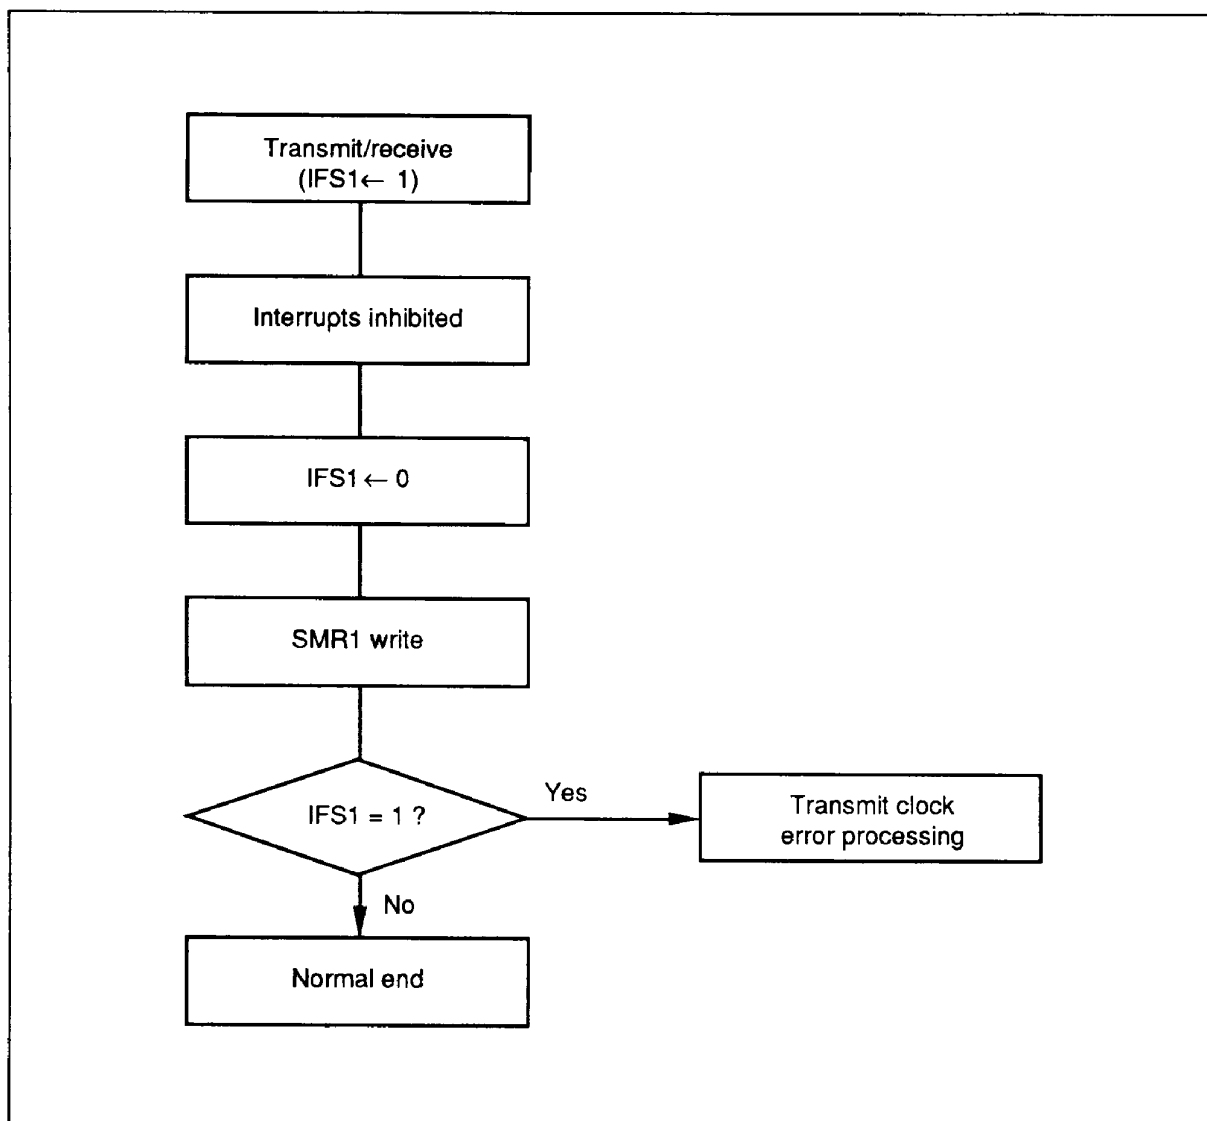 Transmit/receive
(IFS1← 1)
Interrupts inhibited
IFS1 ← 0
SMR1 write
IFS1 = 1 ?
Yes
Transmit clock
error processing
No
Normal end